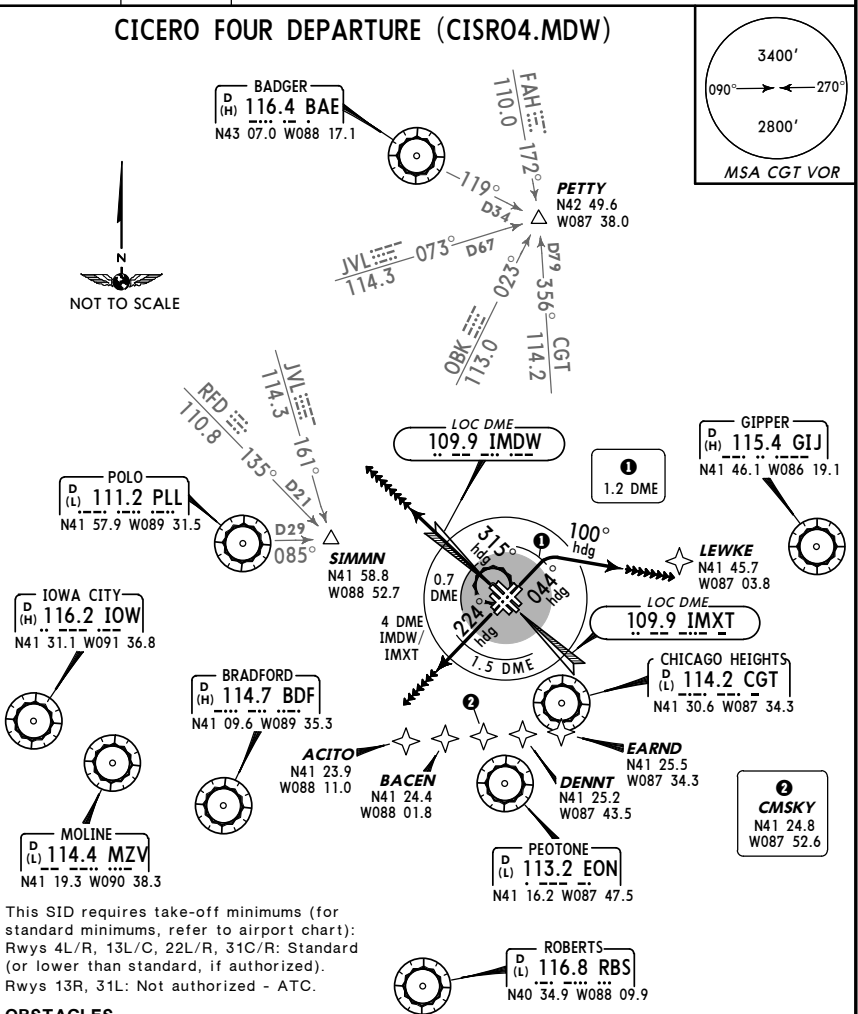 CICERO FOUR DEPARTURE (CISRO4.MDW)
3400'
090°
270°
2800'
MSA CGT VOR
BADGER
D
(H) 116.4 BAE
N43 07.0 W088 17.1
FAH
110.0
172°
119°
D34
PETTY
N42 49.6
W087 38.0
JVL
114.3
073°
D67
OBK
113.0
023°
D79
356°
CGT
114.2
N
NOT TO SCALE
JVL
114.3
161°
RFD
110.8
135°
D21
LOC DME
109.9 IMDW
1
1.2 DME
GIPPER
D
(H) 115.4 GIJ
N41 46.1 W086 19.1
POLO
D
(L) 111.2 PLL
N41 57.9 W089 31.5
D29
085°
SIMMN
N41 58.8
W088 52.7
315°
hdg
1
100°
hdg
LEWKE
N41 45.7
W087 03.8
0.7
DME
044°
hdg
224°
hdg
4 DME
IMDW/
IMXT
1.5 DME
LOC DME
109.9 IMXT
IOWA CITY
D
(H) 116.2 IOW
N41 31.1 W091 36.8
CHICAGO HEIGHTS
D
(L) 114.2 CGT
N41 30.6 W087 34.3
BRADFORD
D
(H) 114.7 BDF
N41 09.6 W089 35.3
2
ACITO
N41 23.9
W088 11.0
BACEN
N41 24.4
W088 01.8
DENNT
N41 25.2
W087 43.5
EARND
N41 25.5
W087 34.3
2
CMSKY
N41 24.8
W087 52.6
MOLINE
D
(L) 114.4 MZV
N41 19.3 W090 38.3
PEOTONE
D
(L) 113.2 EON
N41 16.2 W087 47.5
This SID requires take-off minimums (for
standard minimums, refer to airport chart):
Rwys 4L/R, 13L/C, 22L/R, 31C/R: Standard
(or lower than standard, if authorized).
Rwys 13R, 31L: Not authorized - ATC.
ROBERTS
D
(L) 116.8 RBS
N40 34.9 W088 09.9
OBSTACLES